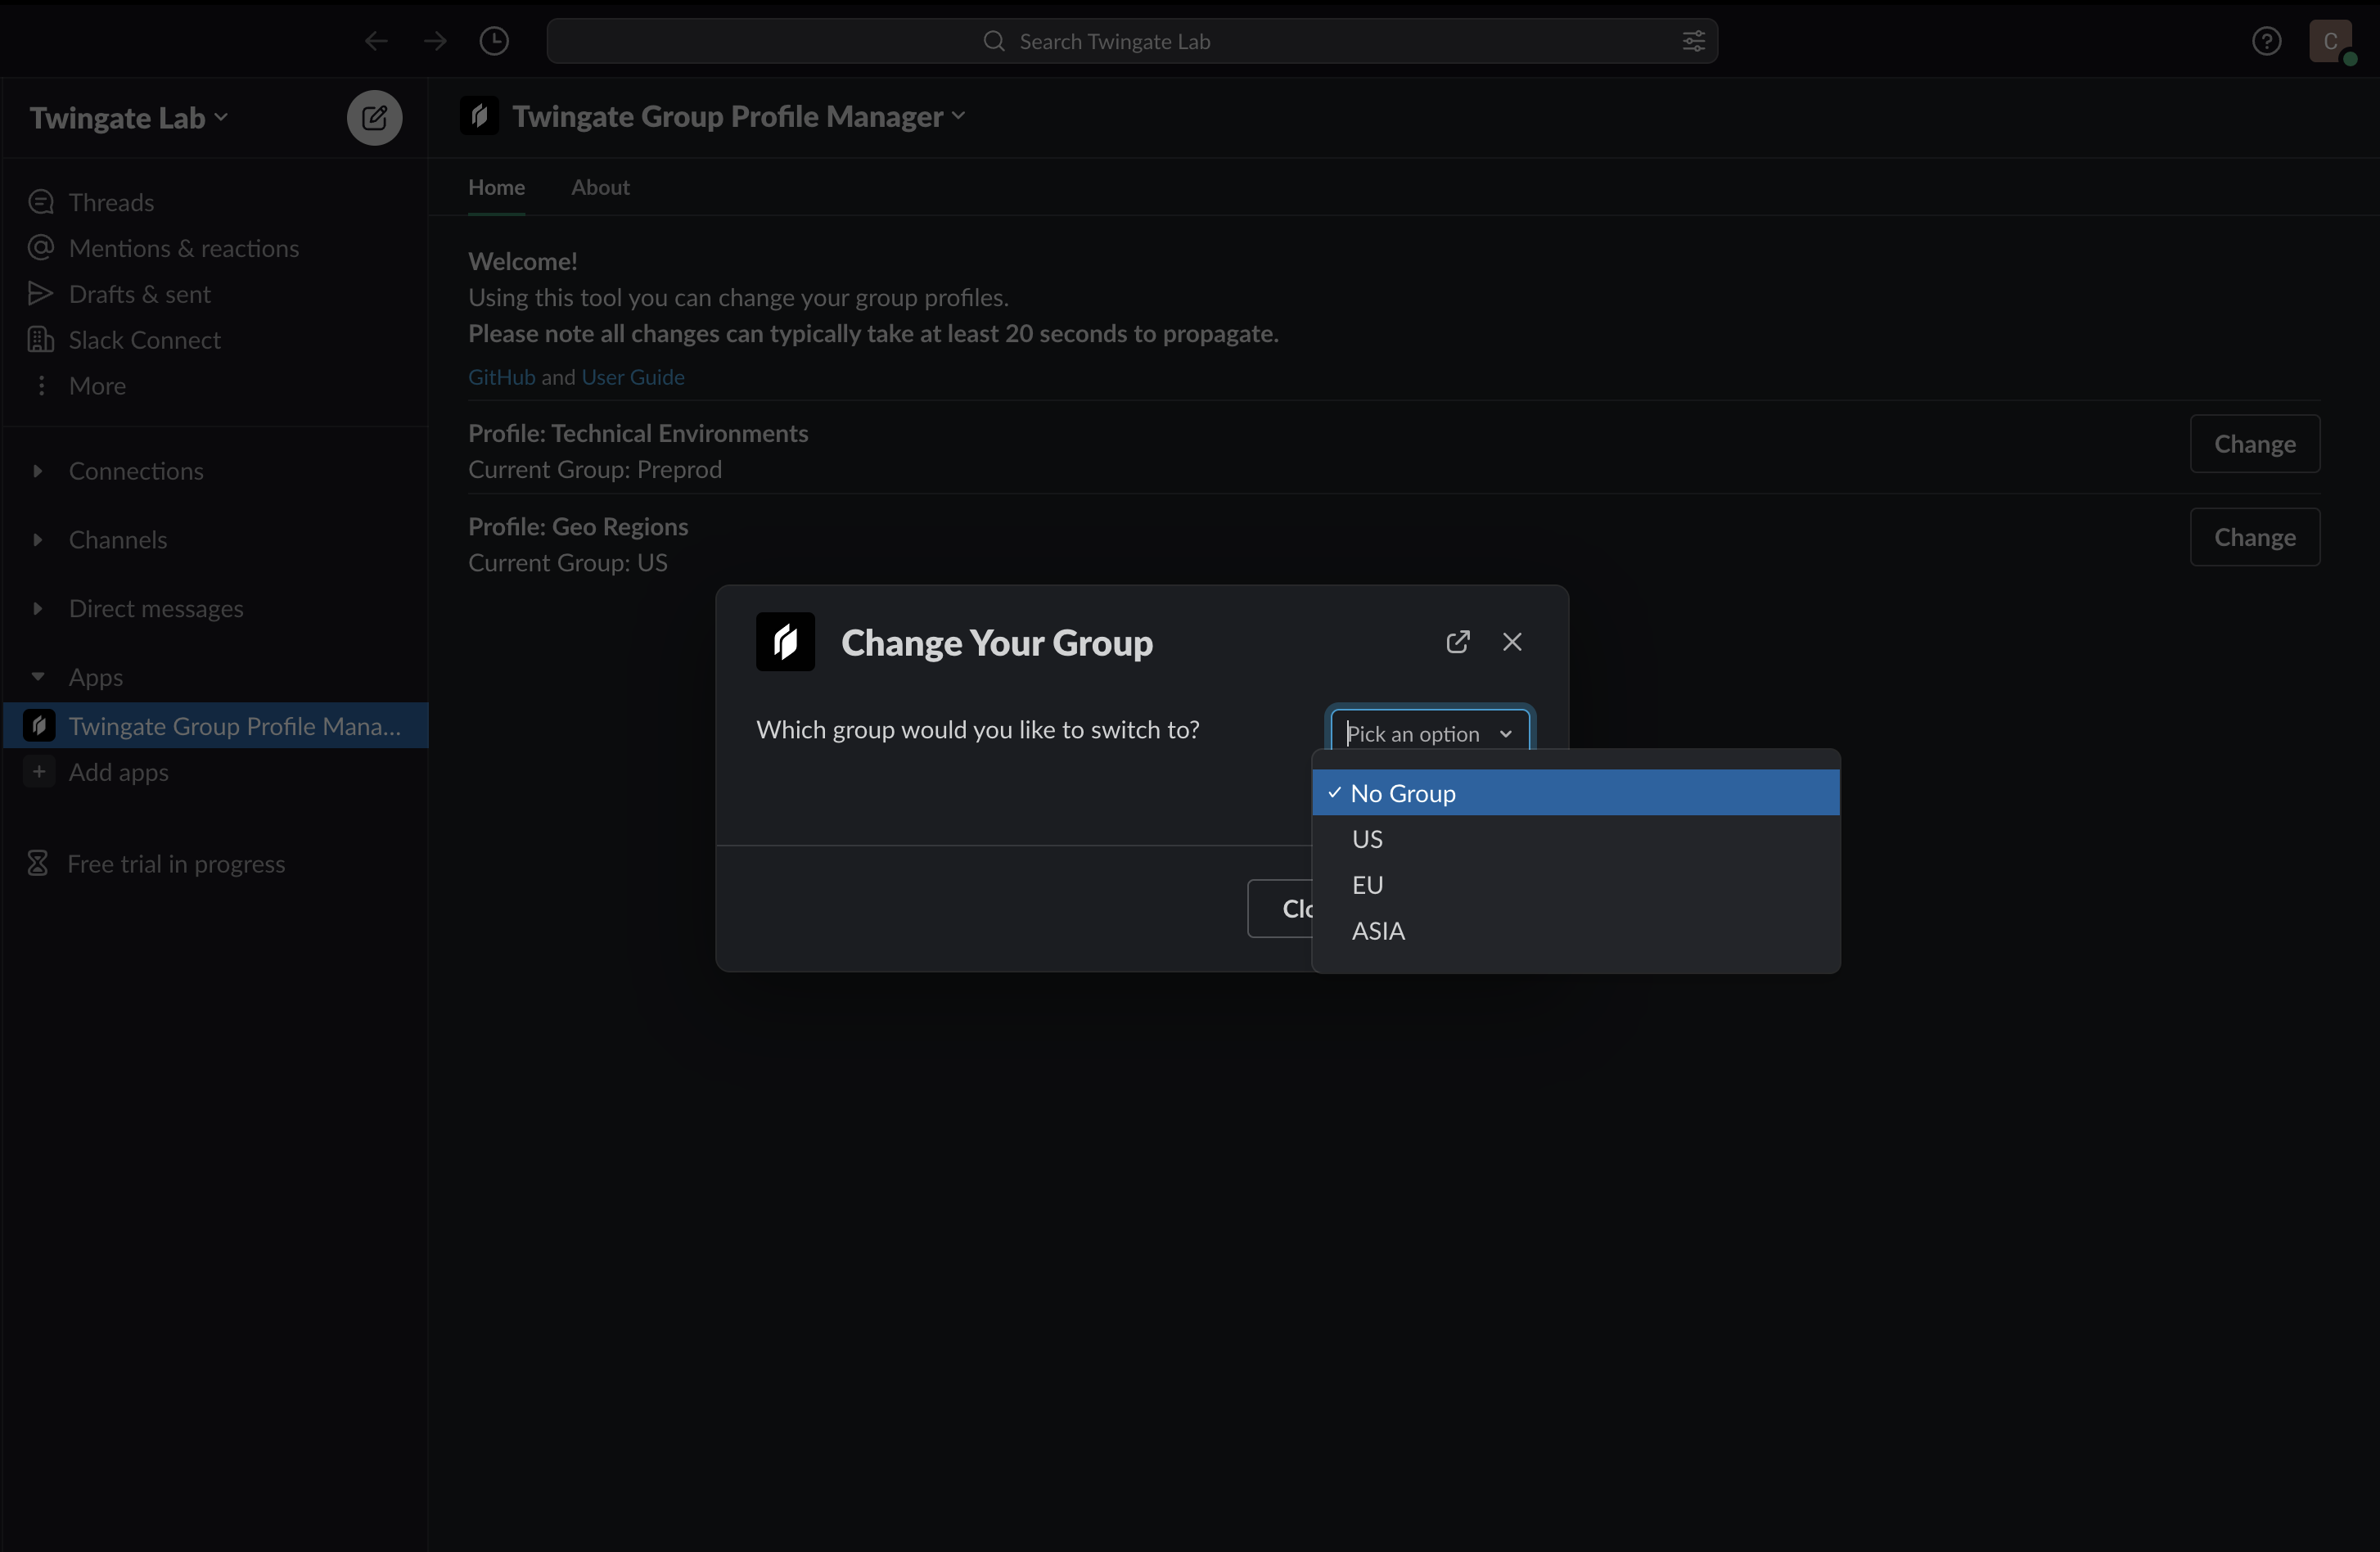 Search Twingate Lab
C
Twingate Lab
Twingate Group Profile Manager
Threads
Mentions & reactions
Drafts & sent
Slack Connect
More
Connections
Channels
Direct messages
Apps
Twingate Group Profile Mana...
Add apps
Free trial in progress
Home About
Welcome!
Using this tool you can change your group profiles.
Please note all changes can typically take at least 20 seconds to propagate.
GitHub and User Guide
Profile: Technical Environments
Current Group: Preprod
Change
Profile: Geo Regions
Current Group: US
Change
Change Your Group
Which group would you like to switch to?
Pick an option
No Group
US
EU
ASIA